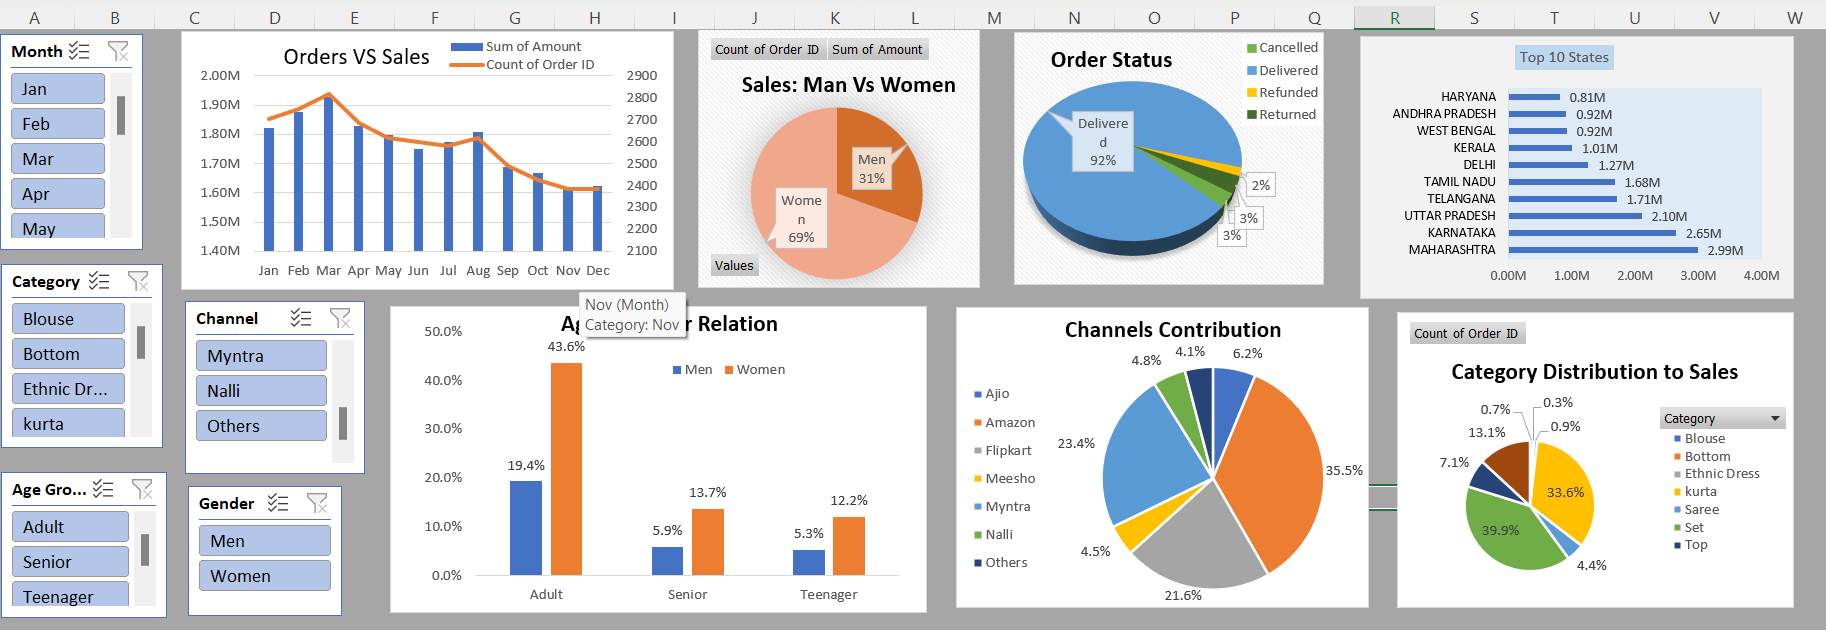 A B C D E F G H I J K L M N O P Q R S T U V W
Month
Jan
Feb
Mar
Apr
May
Category
Blouse
Bottom
Ethnic Dr...
kurta
Age Gro...
Adult
Senior
Teenager
Channel
Myntra
Nalli
Others
Gender
Men
Women
Orders VS Sales
Sum of Amount
Count of Order ID
2.00M
1.90M
1.80M
1.70M
1.60M
1.50M
1.40M
2900
2800
2700
2600
2500
2400
2300
2200
2100
Jan Feb Mar Apr May Jun Jul Aug Sep Oct Nov Dec
Count of Order ID Sum of Amount
Sales: Man Vs Women
Men
31%
Wome
n
69%
Values
Order Status
Cancelled
Delivered
Refunded
Returned
Delivere
d
92%
2%
3%
3%
Top 10 States
HARYANA 0.81M
ANDHRA PRADESH 0.92M
WEST BENGAL 0.92M
KERALA 1.01M
DELHI 1.27M
TAMIL NADU 1.68M
TELANGANA 1.71M
UTTAR PRADESH 2.10M
KARNATAKA 2.65M
MAHARASHTRA 2.99M
0.00M 1.00M 2.00M 3.00M 4.00M
Nov (Month)
Category: Nov
Relation
Men Women
50.0%
40.0%
30.0%
20.0%
10.0%
0.0%
19.4%
43.6%
5.9%
13.7%
5.3%
12.2%
Adult Senior Teenager
Channels Contribution
Ajio
Amazon
Flipkart
Meesho
Myntra
Nalli
Others
4.8%
4.1%
6.2%
23.4%
35.5%
4.5%
21.6%
Count of Order ID
Category Distribution to Sales
0.7%
0.3%
0.9%
13.1%
7.1%
33.6%
39.9%
4.4%
Category
Blouse
Bottom
Ethnic Dress
kurta
Saree
Set
Top